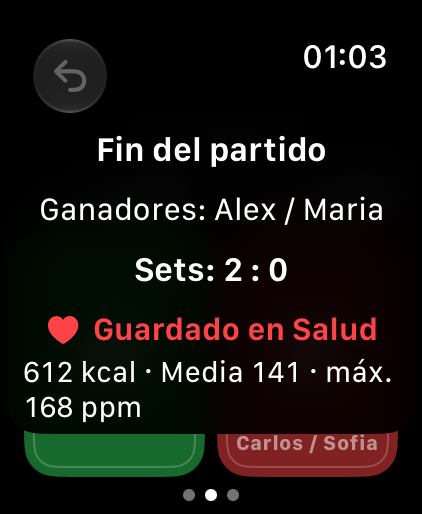 01:03
Fin del partido
Ganadores: Alex / Maria
Sets: 2 : 0
Guardado en Salud
612 kcal · Media 141 · máx.
168 ppm
Carlos / Sofia